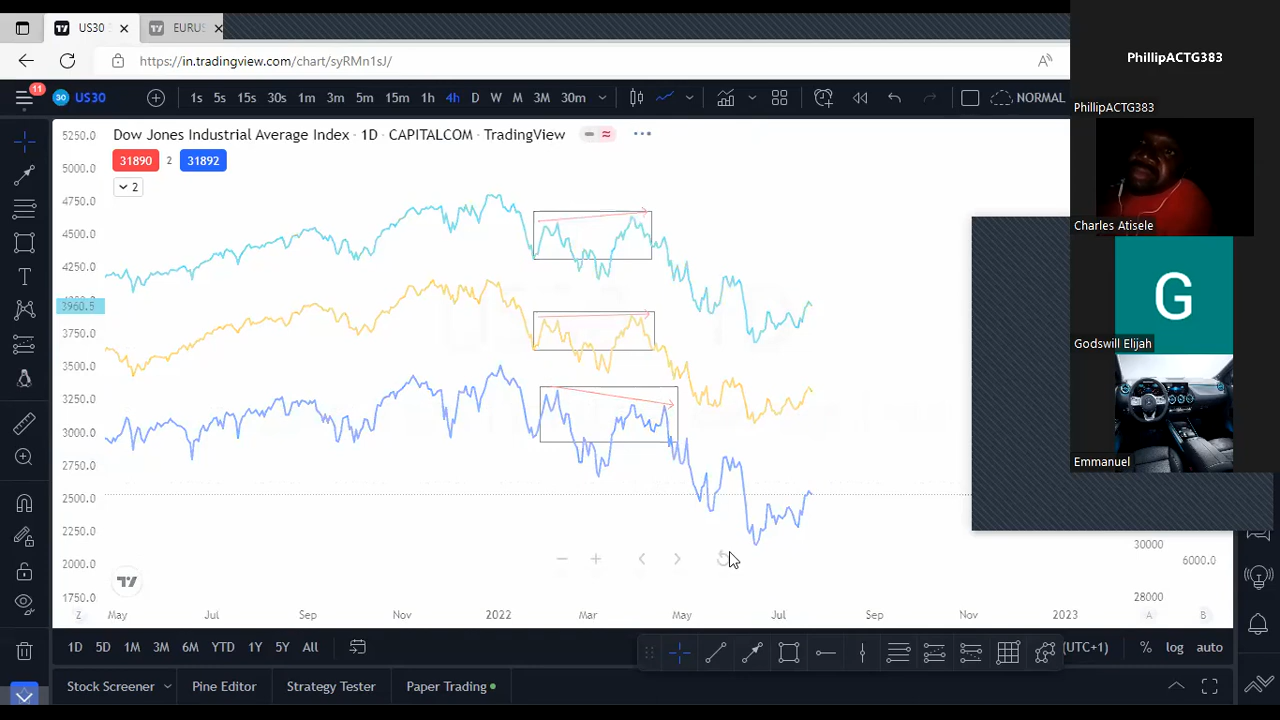 US30
EURUS
https://in.tradingview.com/chart/syRMn1sJ/
11
30 US30
1s 5s 15s 30s 1m 3m 5m 15m 1h 4h D W M 3M 30m
NORMAL
Dow Jones Industrial Average Index · 1D · CAPITALCOM · TradingView
31890 2 31892
2
5250.0
5000.0
4750.0
4500.0
4250.0
3960.5
3750.0
3500.0
3250.0
3000.0
2750.0
2500.0
2250.0
2000.0
1750.0
30000
6000.0
28000
Z May Jul Sep Nov 2022 Mar May Jul Sep Nov 2023 A B
1D 5D 1M 3M 6M YTD 1Y 5Y All
(UTC+1) % log auto
Stock Screener Pine Editor Strategy Tester Paper Trading
PhillipACTG383
PhillipACTG383
Charles Atisele
G
Godswill Elijah
Emmanuel